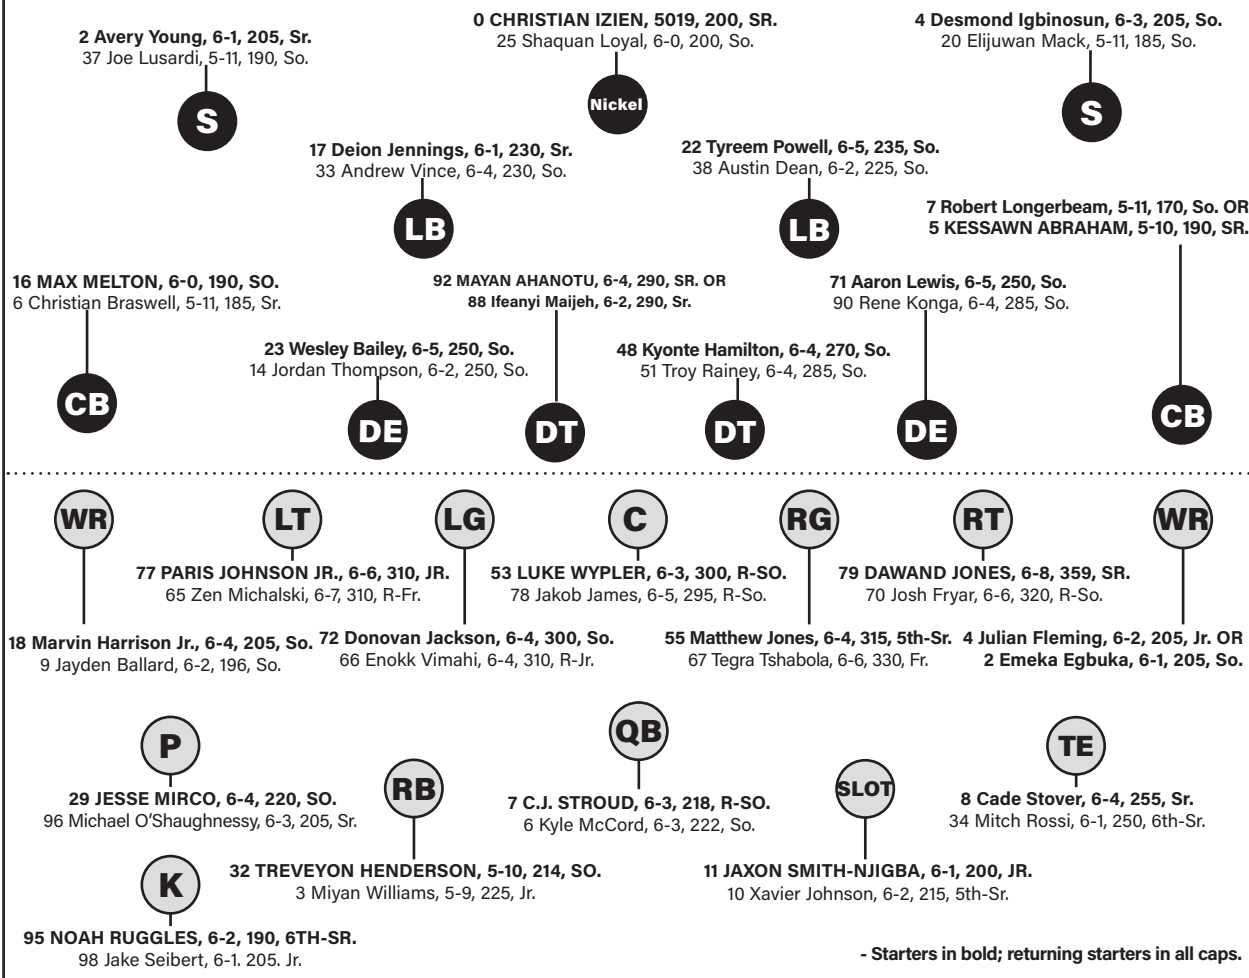 2 Avery Young, 6-1, 205, Sr.
37 Joe Lusardi, 5-11, 190, So.
S
0 CHRISTIAN IZIEN, 5019, 200, SR.
25 Shaquan Loyal, 6-0, 200, So.
Nickel
4 Desmond Igbinosun, 6-3, 205, So.
20 Elijuwan Mack, 5-11, 185, So.
S
17 Deion Jennings, 6-1, 230, Sr.
33 Andrew Vince, 6-4, 230, So.
LB
22 Tyreem Powell, 6-5, 235, So.
38 Austin Dean, 6-2, 225, So.
LB
7 Robert Longerbeam, 5-11, 170, So. OR
5 KESSAWN ABRAHAM, 5-10, 190, SR.
CB
16 MAX MELTON, 6-0, 190, SO.
6 Christian Braswell, 5-11, 185, Sr.
CB
23 Wesley Bailey, 6-5, 250, So.
14 Jordan Thompson, 6-2, 250, So.
DE
92 MAYAN AHANOTU, 6-4, 290, SR. OR
88 Ifeanyi Maijeh, 6-2, 290, Sr.
DT
48 Kyonte Hamilton, 6-4, 270, So.
51 Troy Rainey, 6-4, 285, So.
DT
71 Aaron Lewis, 6-5, 250, So.
90 Rene Konga, 6-4, 285, So.
DE
WR
18 Marvin Harrison Jr., 6-4, 205, So.
9 Jayden Ballard, 6-2, 196, So.
LT
77 PARIS JOHNSON JR., 6-6, 310, JR.
65 Zen Michalski, 6-7, 310, R-Fr.
LG
72 Donovan Jackson, 6-4, 300, So.
66 Enokk Vimahi, 6-4, 310, R-Jr.
C
53 LUKE WYPLER, 6-3, 300, R-SO.
78 Jakob James, 6-5, 295, R-So.
RG
55 Matthew Jones, 6-4, 315, 5th-Sr.
67 Tegra Tshabola, 6-6, 330, Fr.
RT
79 DAWAND JONES, 6-8, 359, SR.
70 Josh Fryar, 6-6, 320, R-So.
WR
4 Julian Fleming, 6-2, 205, Jr. OR
2 Emeka Egbuka, 6-1, 205, So.
P
29 JESSE MIRCO, 6-4, 220, SO.
96 Michael O'Shaughnessy, 6-3, 205, Sr.
RB
32 TREVEYON HENDERSON, 5-10, 214, SO.
3 Miyan Williams, 5-9, 225, Jr.
QB
7 C.J. STROUD, 6-3, 218, R-SO.
6 Kyle McCord, 6-3, 222, So.
SLOT
11 JAXON SMITH-NJIGBA, 6-1, 200, JR.
10 Xavier Johnson, 6-2, 215, 5th-Sr.
TE
8 Cade Stover, 6-4, 255, Sr.
34 Mitch Rossi, 6-1, 250, 6th-Sr.
K
95 NOAH RUGGLES, 6-2, 190, 6TH-SR.
98 Jake Seibert, 6-1. 205. Jr.
- Starters in bold; returning starters in all caps.